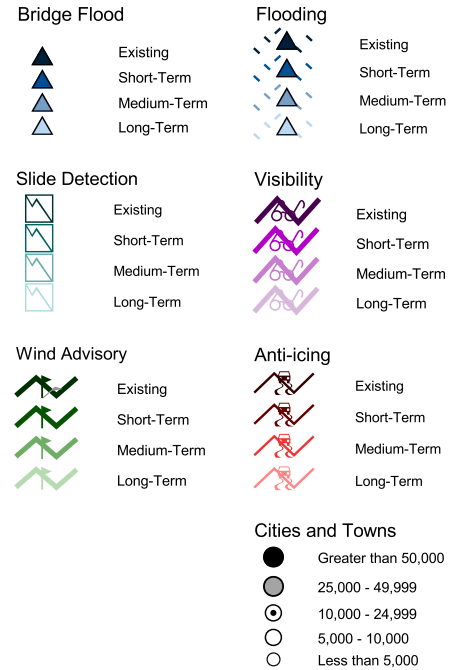 Bridge Flood
Existing
Short-Term
Medium-Term
Long-Term
Flooding
Existing
Short-Term
Medium-Term
Long-Term
Slide Detection
Existing
Short-Term
Medium-Term
Long-Term
Visibility
Existing
Short-Term
Medium-Term
Long-Term
Wind Advisory
Existing
Short-Term
Medium-Term
Long-Term
Anti-icing
Existing
Short-Term
Medium-Term
Long-Term
Cities and Towns
Greater than 50,000
25,000 - 49,999
10,000 - 24,999
5,000 - 10,000
Less than 5,000